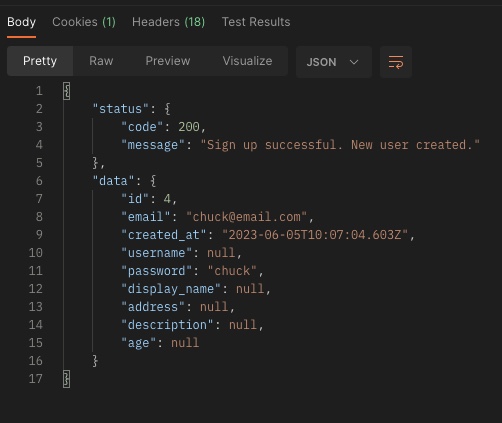 Body Cookies (1) Headers (18) Test Results
Pretty Raw Preview Visualize JSON
1 {
2 "status": {
3 "code": 200,
4 "message": "Sign up successful. New user created."
5 },
6 "data": {
7 "id": 4,
8 "email": "chuck@email.com",
9 "created_at": "2023-06-05T10:07:04.603Z",
10 "username": null,
11 "password": "chuck",
12 "display_name": null,
13 "address": null,
14 "description": null,
15 "age": null
16 }
17 }